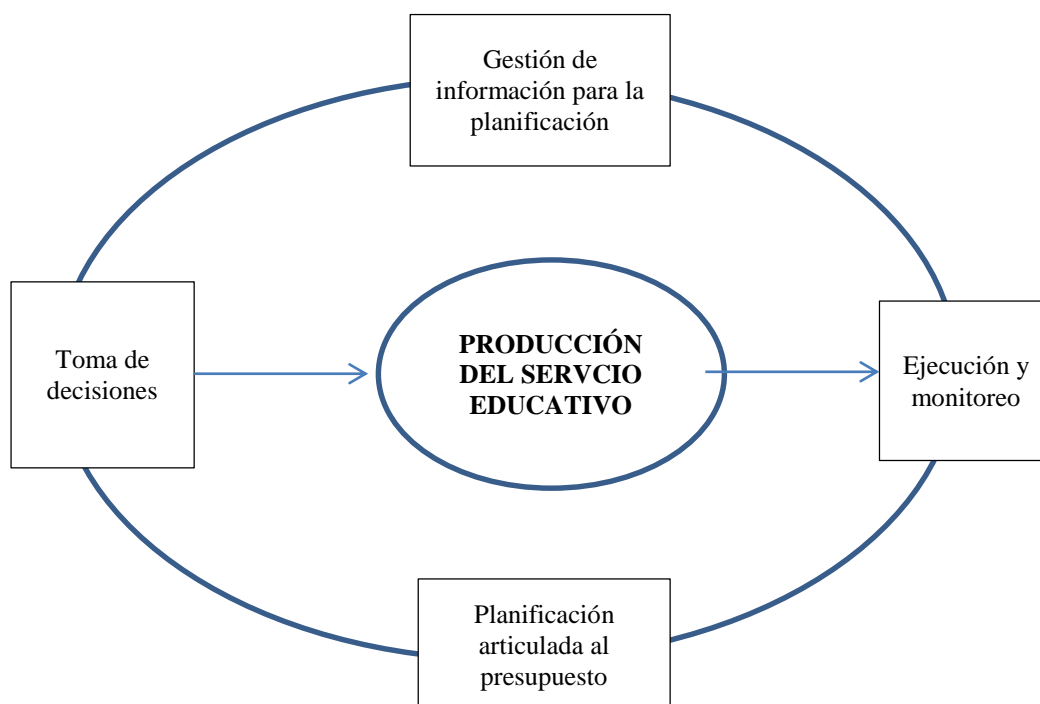 Gestión de
información para la
planificación
Toma de
decisiones
PRODUCCIÓN
DEL SERVCIO
EDUCATIVO
Ejecución y
monitoreo
Planificación
articulada al
presupuesto